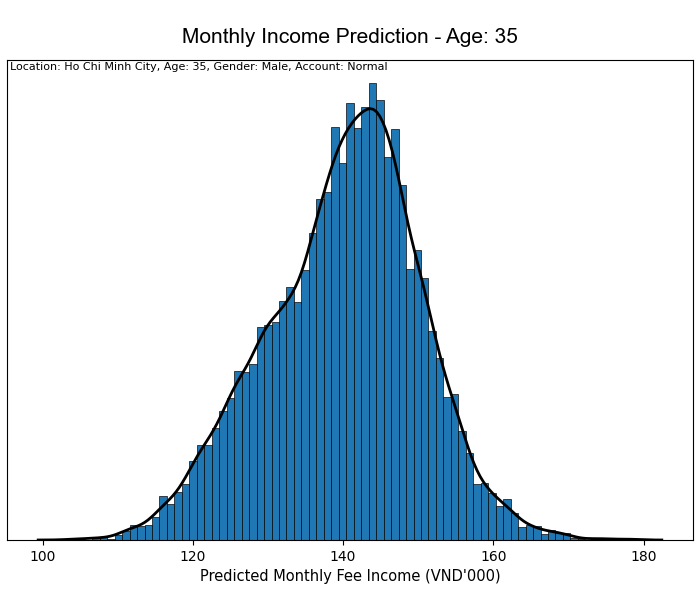 Monthly Income Prediction - Age: 35
Location: Ho Chi Minh City, Age: 35, Gender: Male, Account: Normal
100 120 140 160 180
Predicted Monthly Fee Income (VND'000)